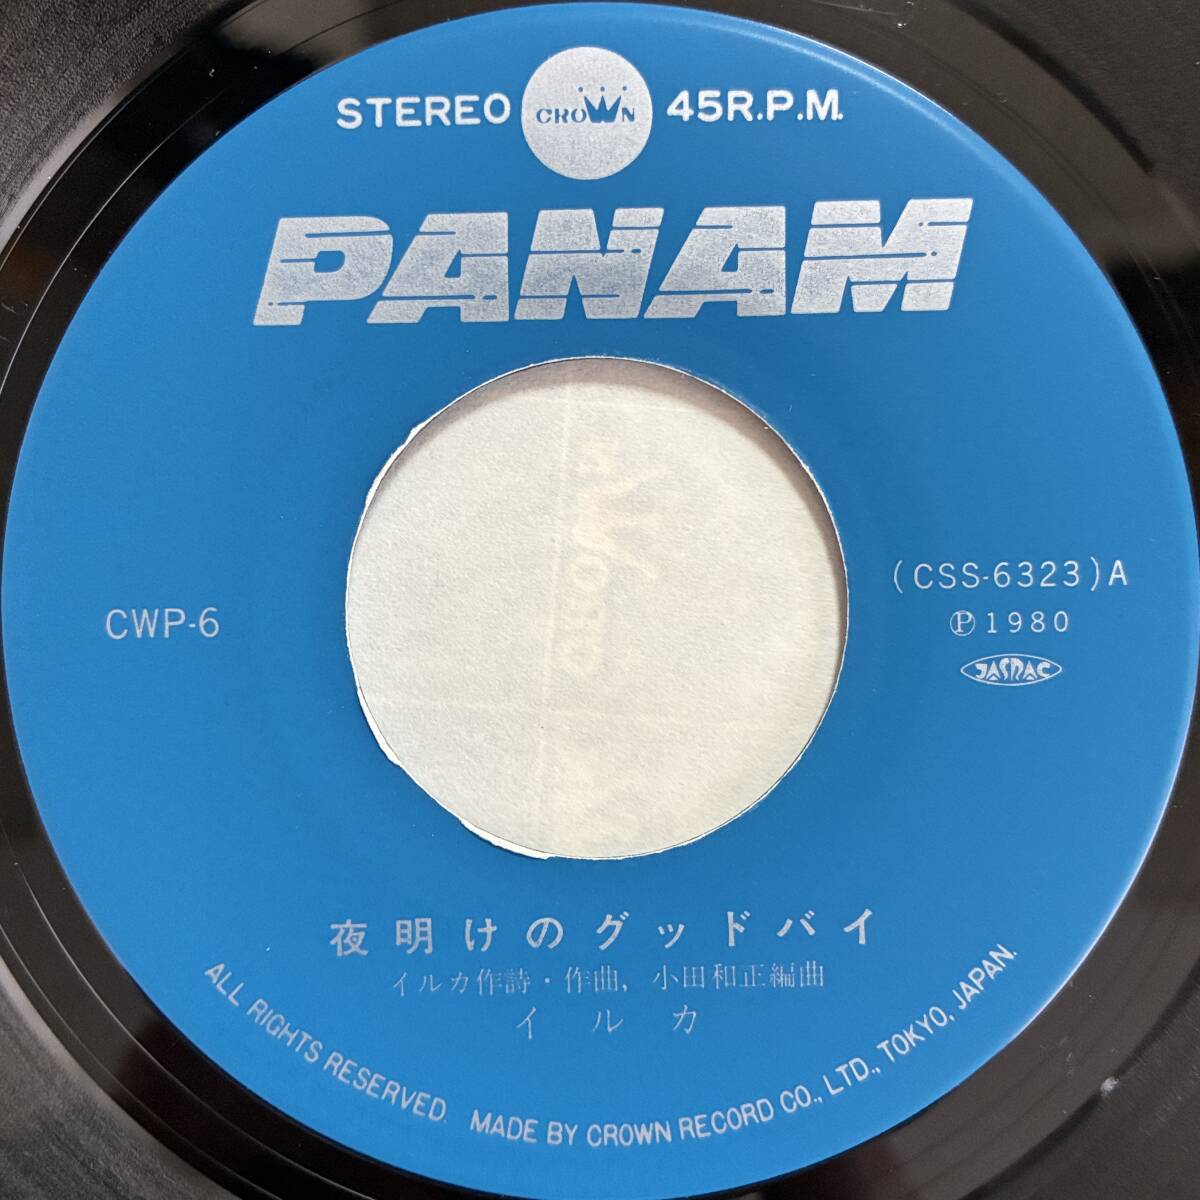 STEREO CROWN 45R.P.M.
PANAM
(CSS-6323)A
CWP-6
Ⓟ1980
JASRAC
夜明けのグッドバイ
イルカ作詩・作曲, 小田和正編曲
イルカ
ALL RIGHTS RESERVED. MADE BY CROWN RECORD CO., LTD., TOKYO, JAPAN.